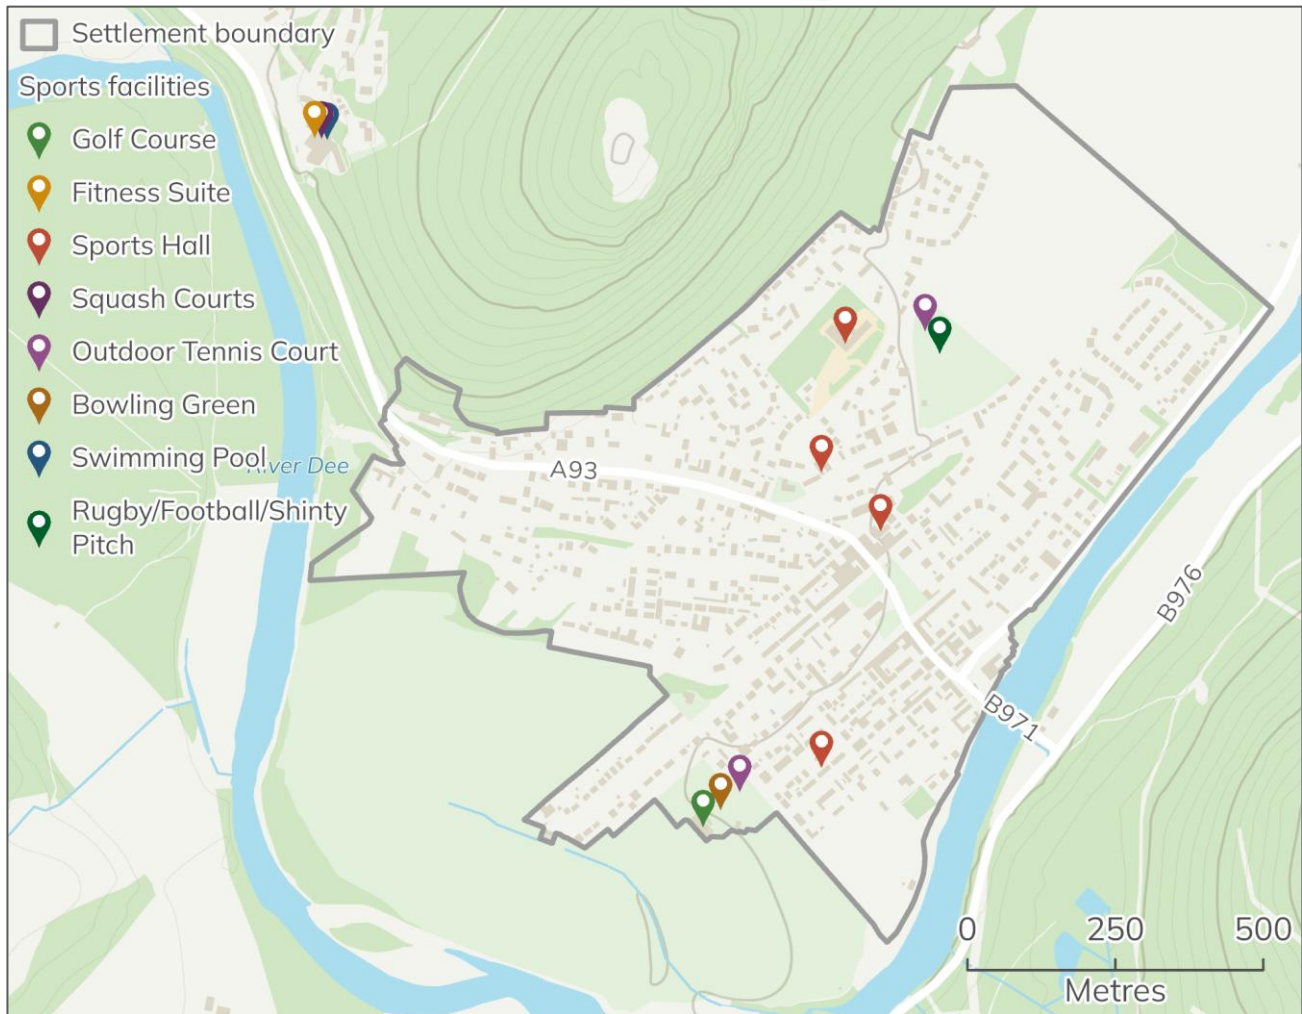 Settlement boundary
Sports facilities
Golf Course
Fitness Suite
Sports Hall
Squash Courts
Outdoor Tennis Court
Bowling Green
Swimming Pool
River Dee
Rugby/Football/Shinty
Pitch
A93
B976
B971
0 250 500
Metres